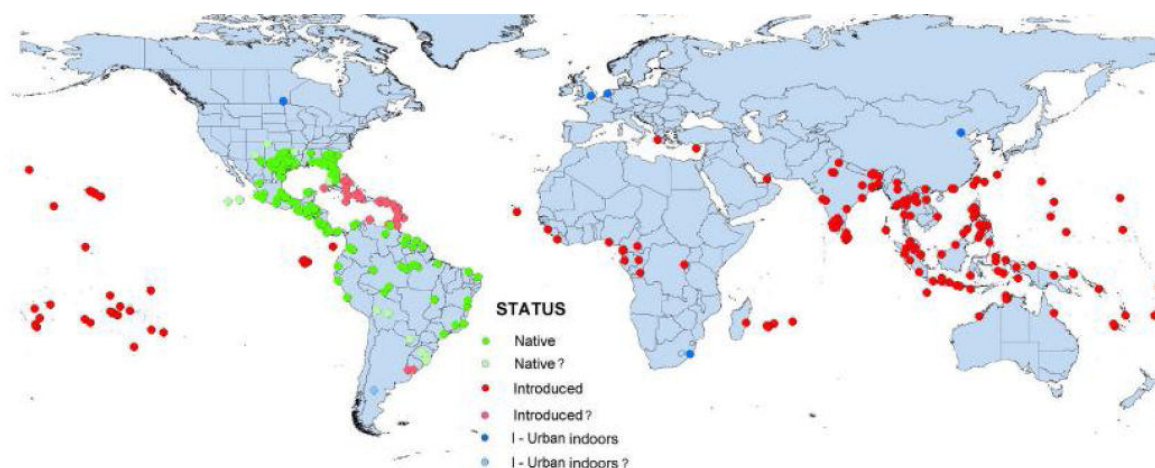 STATUS
Native
Native ?
Introduced
Introduced ?
I - Urban indoors
I - Urban indoors ?